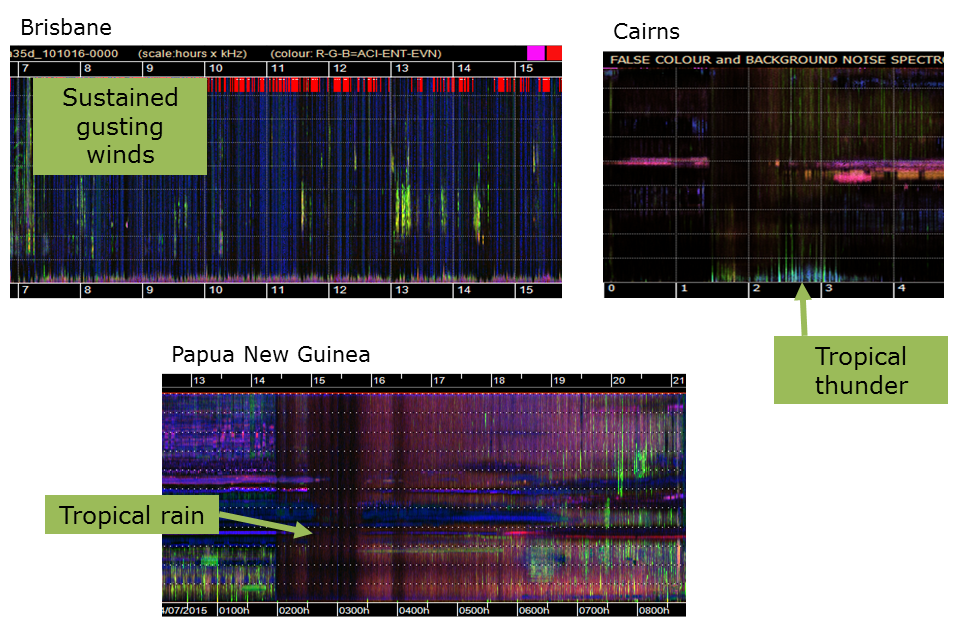 Brisbane
35d_101016-0000 (scale:hours x kHz) (colour: R-G-B=ACI-ENT-EVN)
7 8 9 10 11 12 13 14 15
Sustained
gusting
winds
7 8 9 10 11 12 13 14 15
Cairns
FALSE COLOUR and BACKGROUND NOISE SPECTRO
0 1 2 3 4
Tropical
thunder
Papua New Guinea
13 14 15 16 17 18 19 20 21
Tropical rain
4/07/2015 0100h 0200h 0300h 0400h 0500h 0600h 0700h 0800h